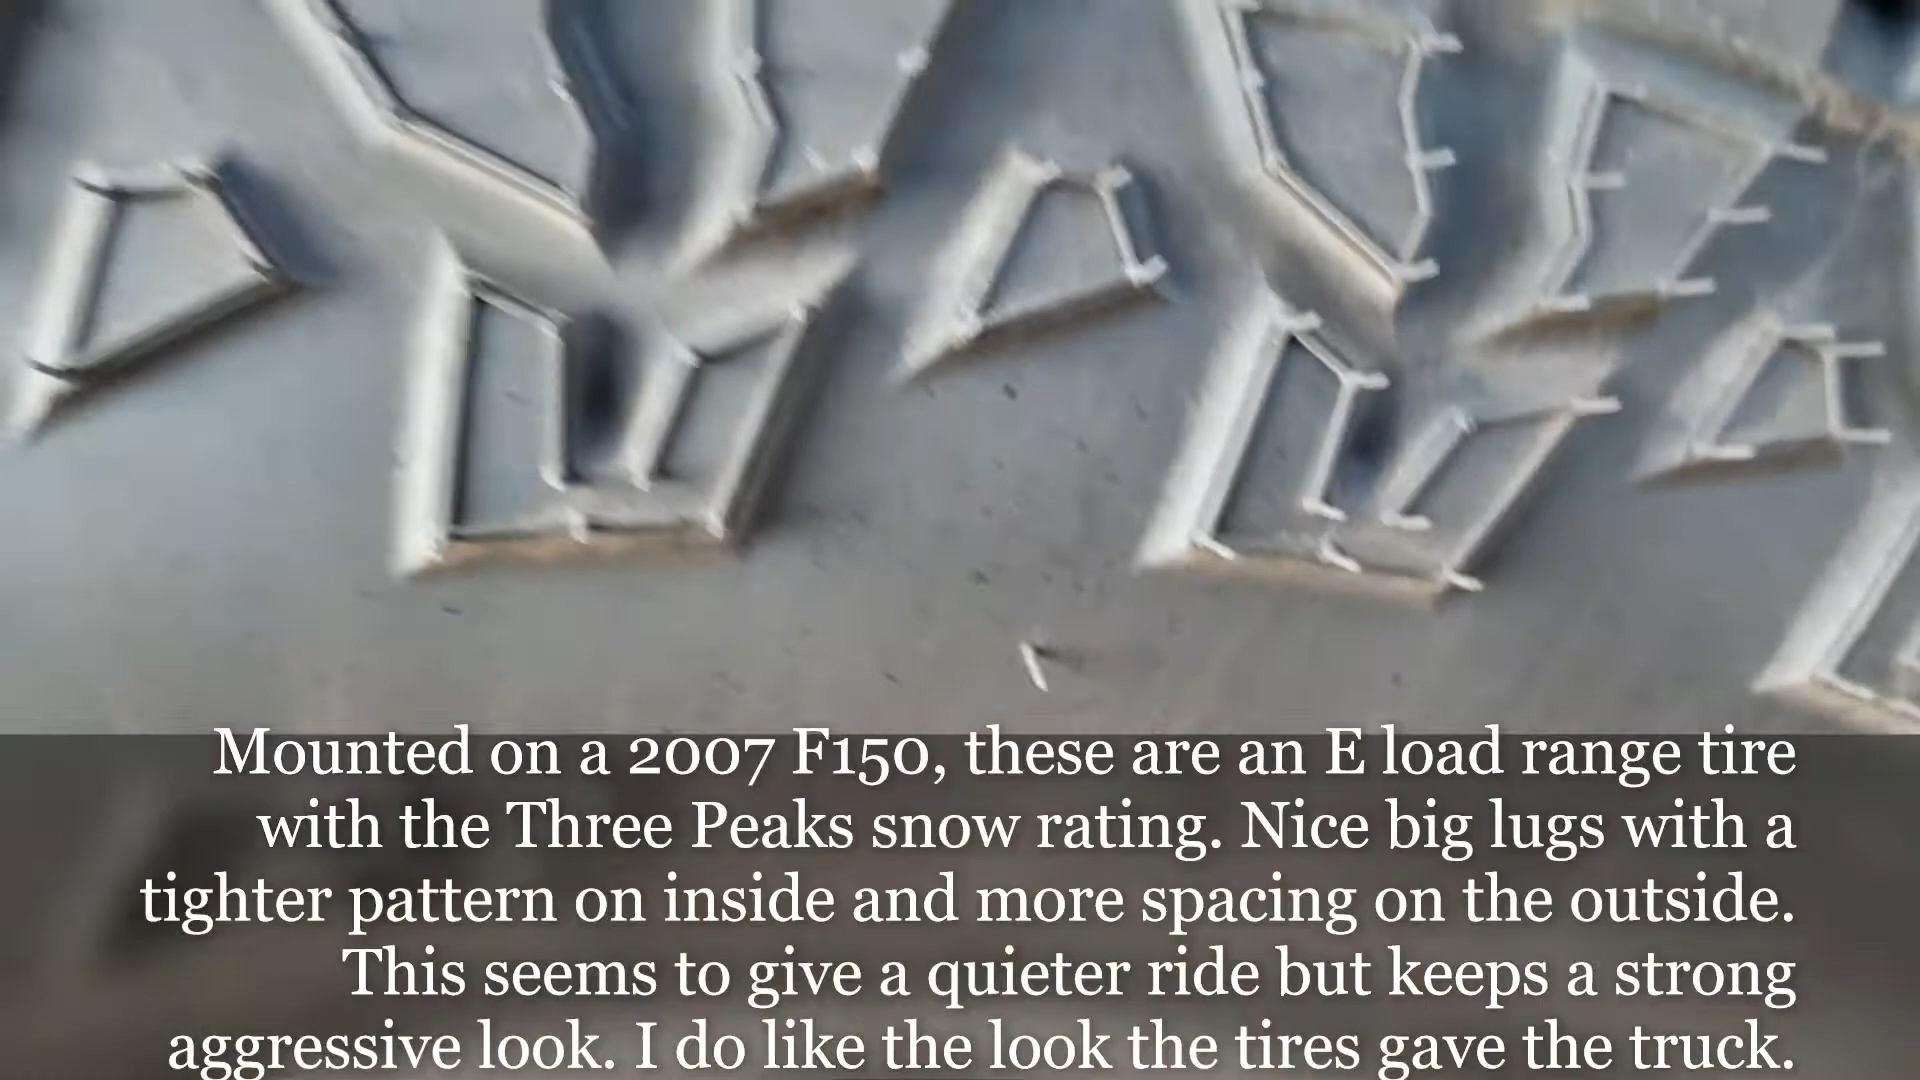 Mounted on a 2007 F150, these are an E load range tire
with the Three Peaks snow rating. Nice big lugs with a
tighter pattern on inside and more spacing on the outside.
This seems to give a quieter ride but keeps a strong
aggressive look. I do like the look the tires gave the truck.